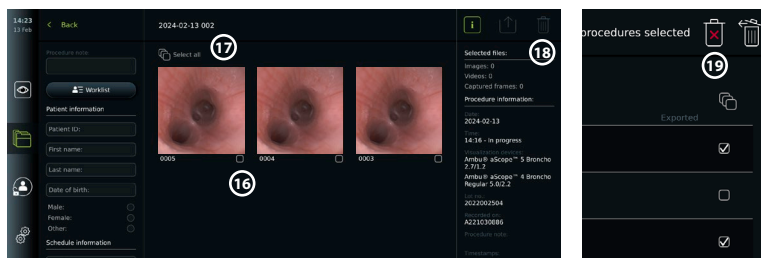 14:23
13 Feb
Back
2024-02-13 002
Procedure note:
Worklist
Patient information
Patient ID:
First name:
Last name:
Date of birth:
Male:
Female:
Other:
Schedule information
Select all
17
0005
0004
0003
16
18
Selected files:
Images: 0
Videos: 0
Captured frames: 0
Procedure information:
Date:
2024-02-13
Time:
14:16 - In progress
Visualization devices:
Ambu® aScope™ 5 Broncho
2.7/1.2
Ambu® aScope™ 4 Broncho
Regular 5.0/2.2
Lot no.:
2022002504
Recorded on:
A221030886
Procedure note:
Timestamps:
procedures selected
19
Exported